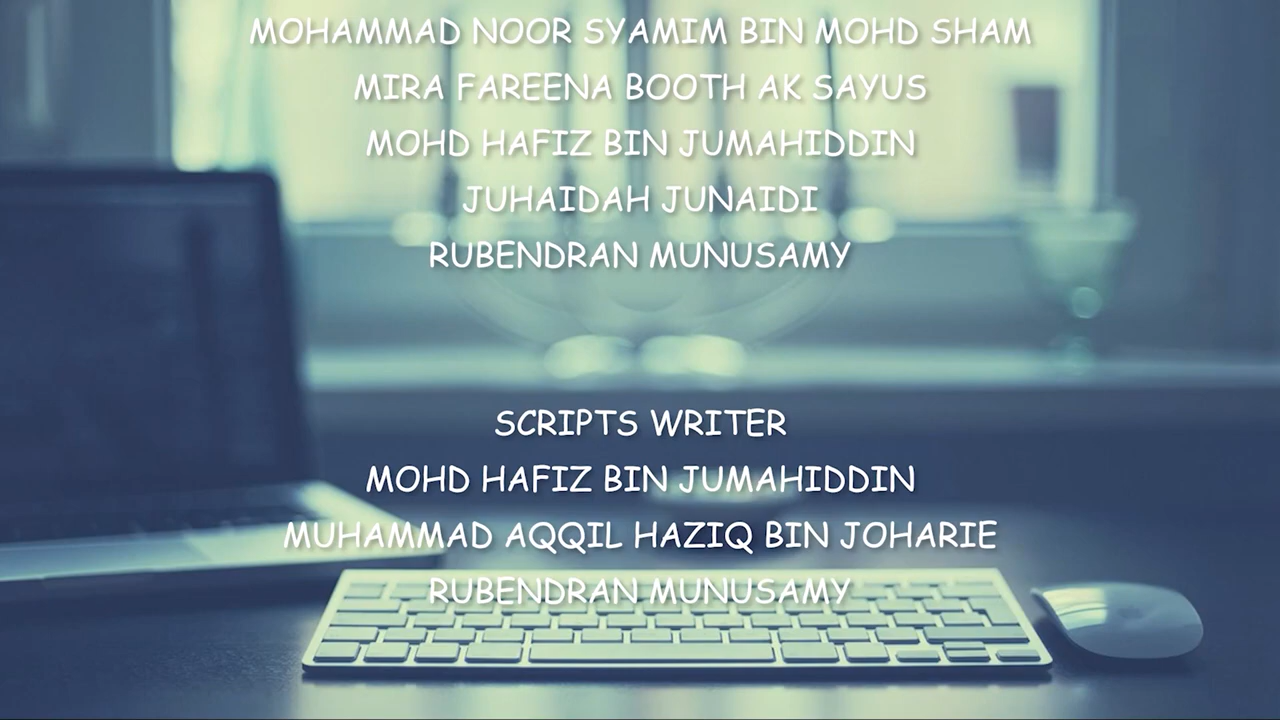 MOHAMMAD NOOR SYAMIM BIN MOHD SHAM
MIRA FAREENA BOOTH AK SAYUS
MOHD HAFIZ BIN JUMAHIDDIN
JUHAIDAH JUNAIDI
RUBENDRAN MUNUSAMY
SCRIPTS WRITER
MOHD HAFIZ BIN JUMAHIDDIN
MUHAMMAD AQQIL HAZIQ BIN JOHARIE
RUBENDRAN MUNUSAMY